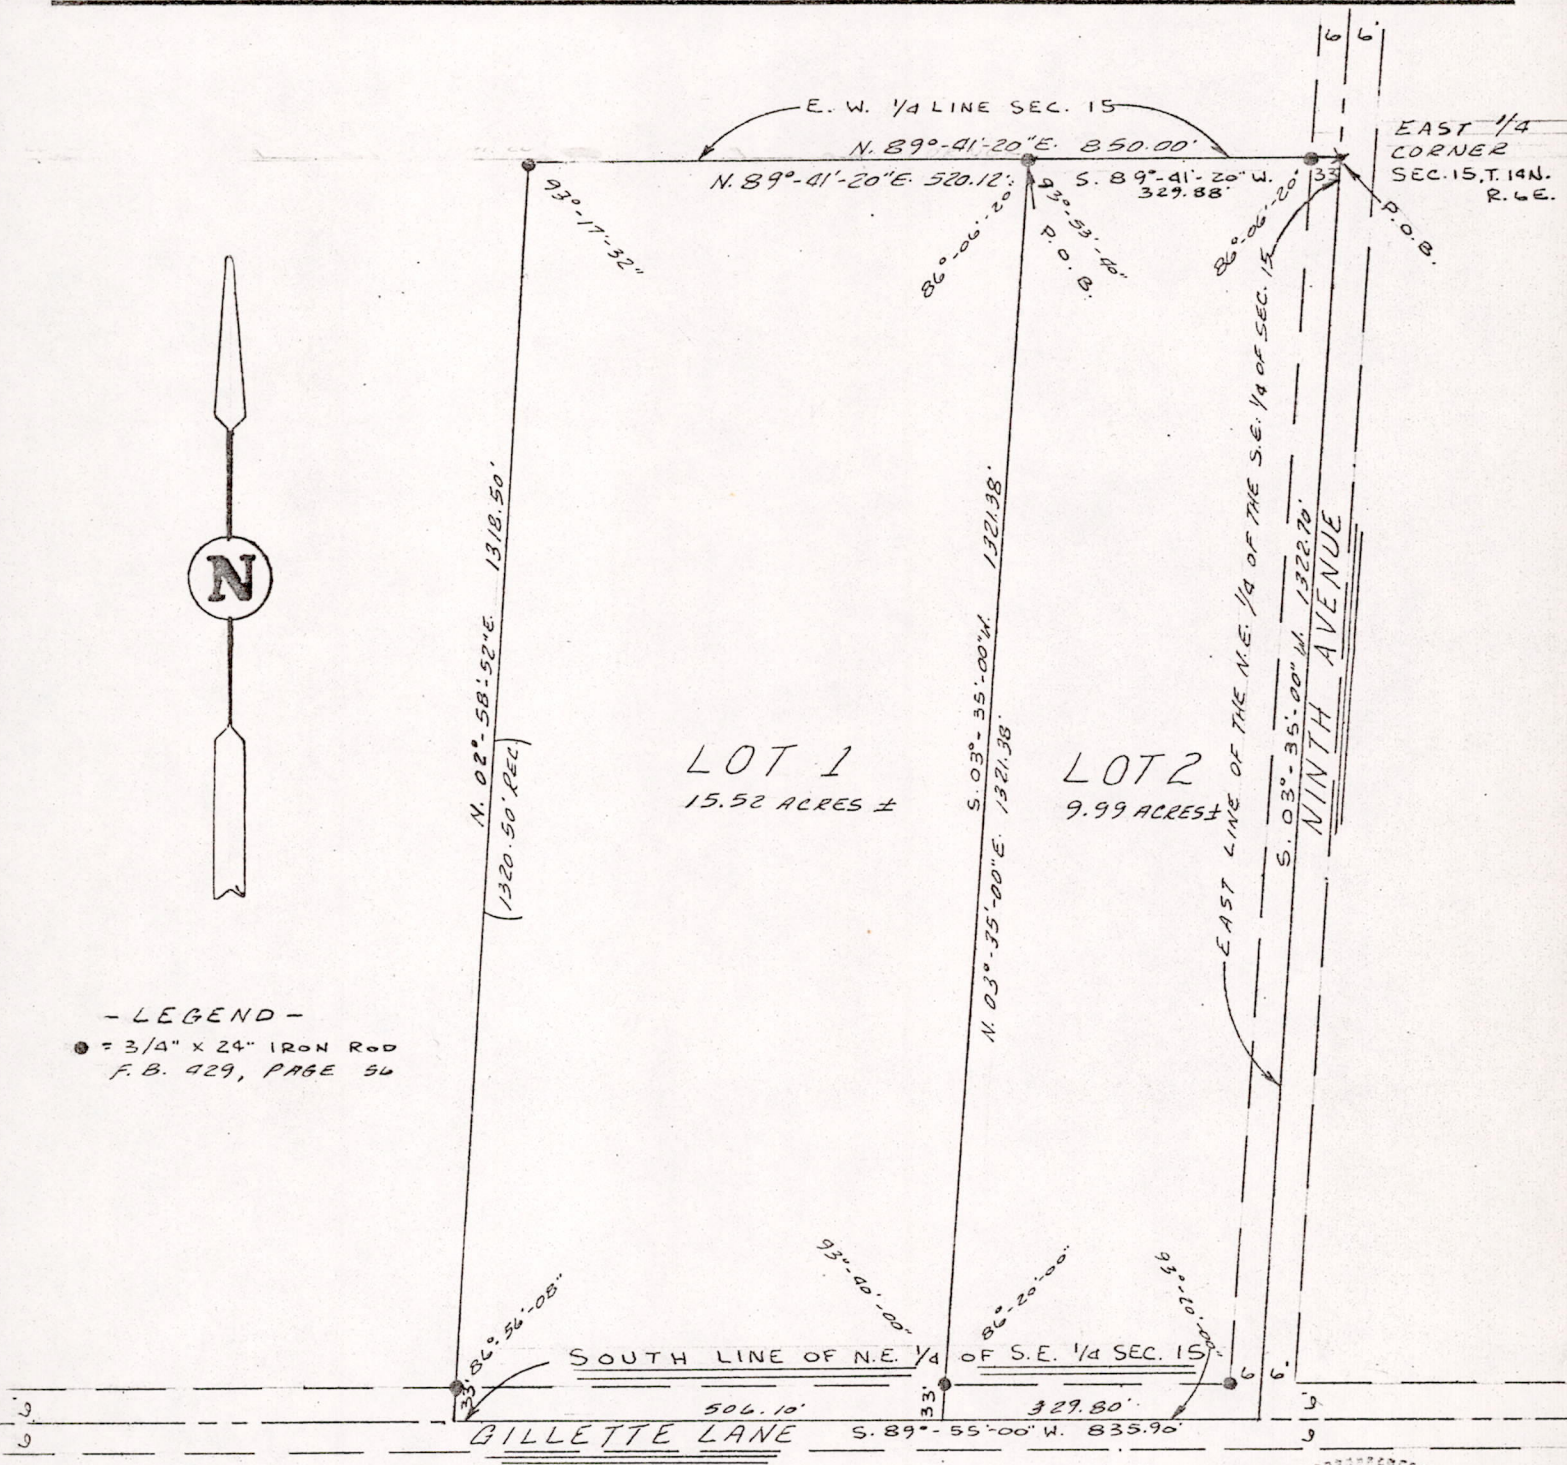 6 6'
E. W. 1/4 LINE SEC. 15
N. 89°-41'-20"E. 850.00'
EAST 1/4
CORNER
SEC. 15, T. 14N.
R. 6E.
N. 89°-41'-20"E. 520.12'
S. 89°-41'-20" W.
329.88'
33
93°-17'-32"
86°-06'-20"
93°-53'-40"
P.O.B.
86°-06'-20"
P.O.B.
N
N. 02°-58'-52"E. 1318.50'
(1320.50' REC.)
S. 03°-35'-00"W. 1321.38'
N. 03°-35'-00"E. 1321.38'
EAST LINE OF THE N.E. 1/4 OF THE S.E. 1/4 OF SEC. 15
S. 03°-35'-00" W. 1322.70'
NINTH AVENUE
LOT 1
15.52 ACRES ±
LOT 2
9.99 ACRES ±
- LEGEND -
= 3/4" X 24" IRON ROD
F.B. 429, PAGE 56
86°-56'-08"
93°-40'-00"
86°-20'-00"
SOUTH LINE OF N.E. 1/4 OF S.E. 1/4 SEC. 15
33'
33'
6 6'
506.10'
329.80'
GILLETTE LANE
S. 89°-55'-00" W. 835.90'